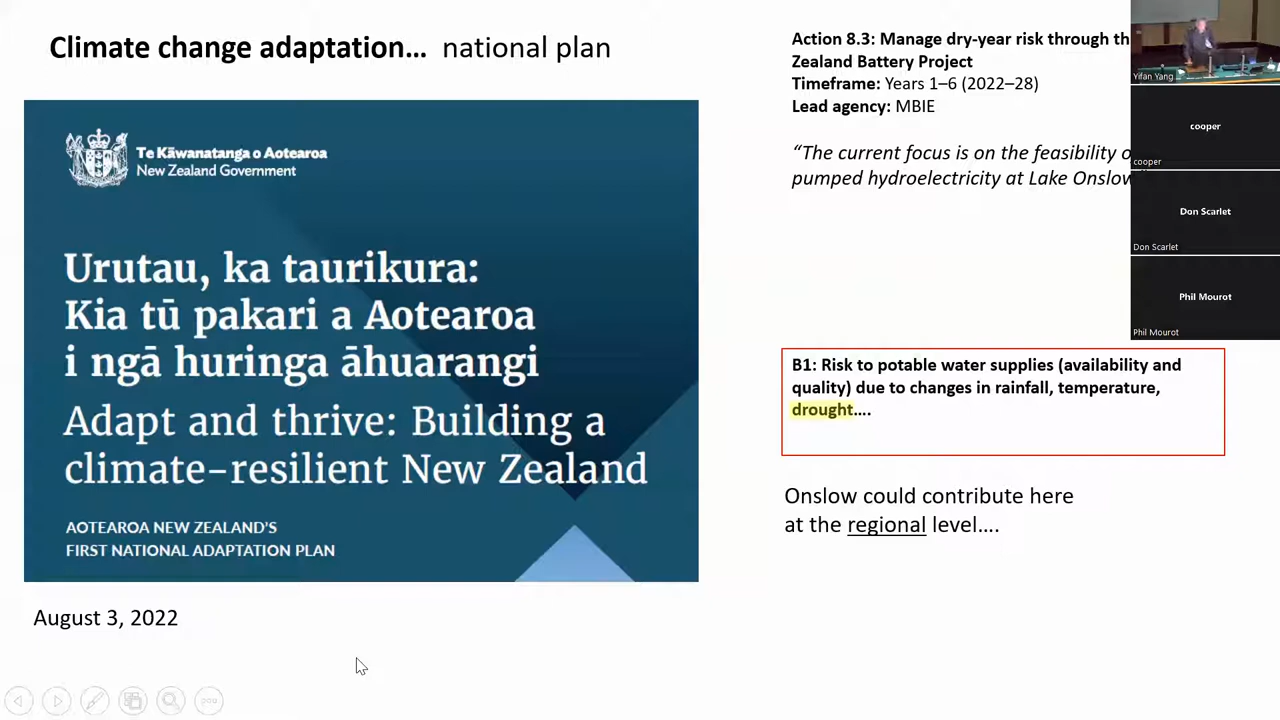 Climate change adaptation… national plan
Te Kāwanatanga o Aotearoa
New Zealand Government
Urutau, ka taurikura:
Kia tū pakari a Aotearoa
i ngā huringa āhuarangi
Adapt and thrive: Building a
climate-resilient New Zealand
AOTEAROA NEW ZEALAND'S
FIRST NATIONAL ADAPTATION PLAN
August 3, 2022
Action 8.3: Manage dry-year risk through th
Zealand Battery Project
Timeframe: Years 1–6 (2022–28)
Lead agency: MBIE
“The current focus is on the feasibility o
pumped hydroelectricity at Lake Onslow
B1: Risk to potable water supplies (availability and
quality) due to changes in rainfall, temperature,
drought….
Onslow could contribute here
at the regional level….
Yifan Yang
cooper
cooper
Don Scarlet
Don Scarlet
Phil Mourot
Phil Mourot